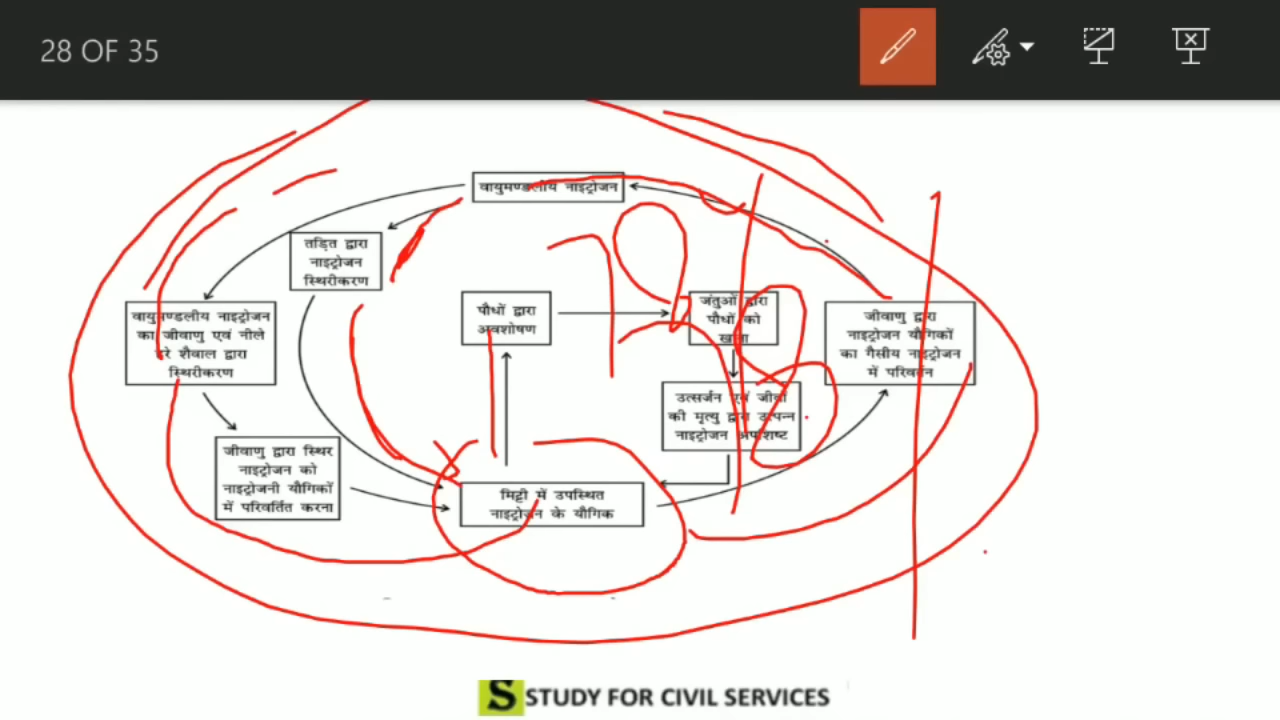 28 OF 35
वायुमण्डलीय नाइट्रोजन
तड़ित द्वारा
नाइट्रोजन
स्थिरीकरण
वायुमण्डलीय नाइट्रोजन
का जीवाणु एवं नीले
हरे शैवाल द्वारा
स्थिरीकरण
पौधों द्वारा
अवशोषण
जंतुओं द्वारा
पौधों को
खाना
जीवाणु द्वारा
नाइट्रोजन यौगिकों
का गैसीय नाइट्रोजन
में परिवर्तन
उत्सर्जन एवं जीवों
की मृत्यु द्वारा उत्पन्न
नाइट्रोजन अपशिष्ट
जीवाणु द्वारा स्थिर
नाइट्रोजन को
नाइट्रोजनी यौगिकों
में परिवर्तित करना
मिट्टी में उपस्थित
नाइट्रोजन के यौगिक
S STUDY FOR CIVIL SERVICES